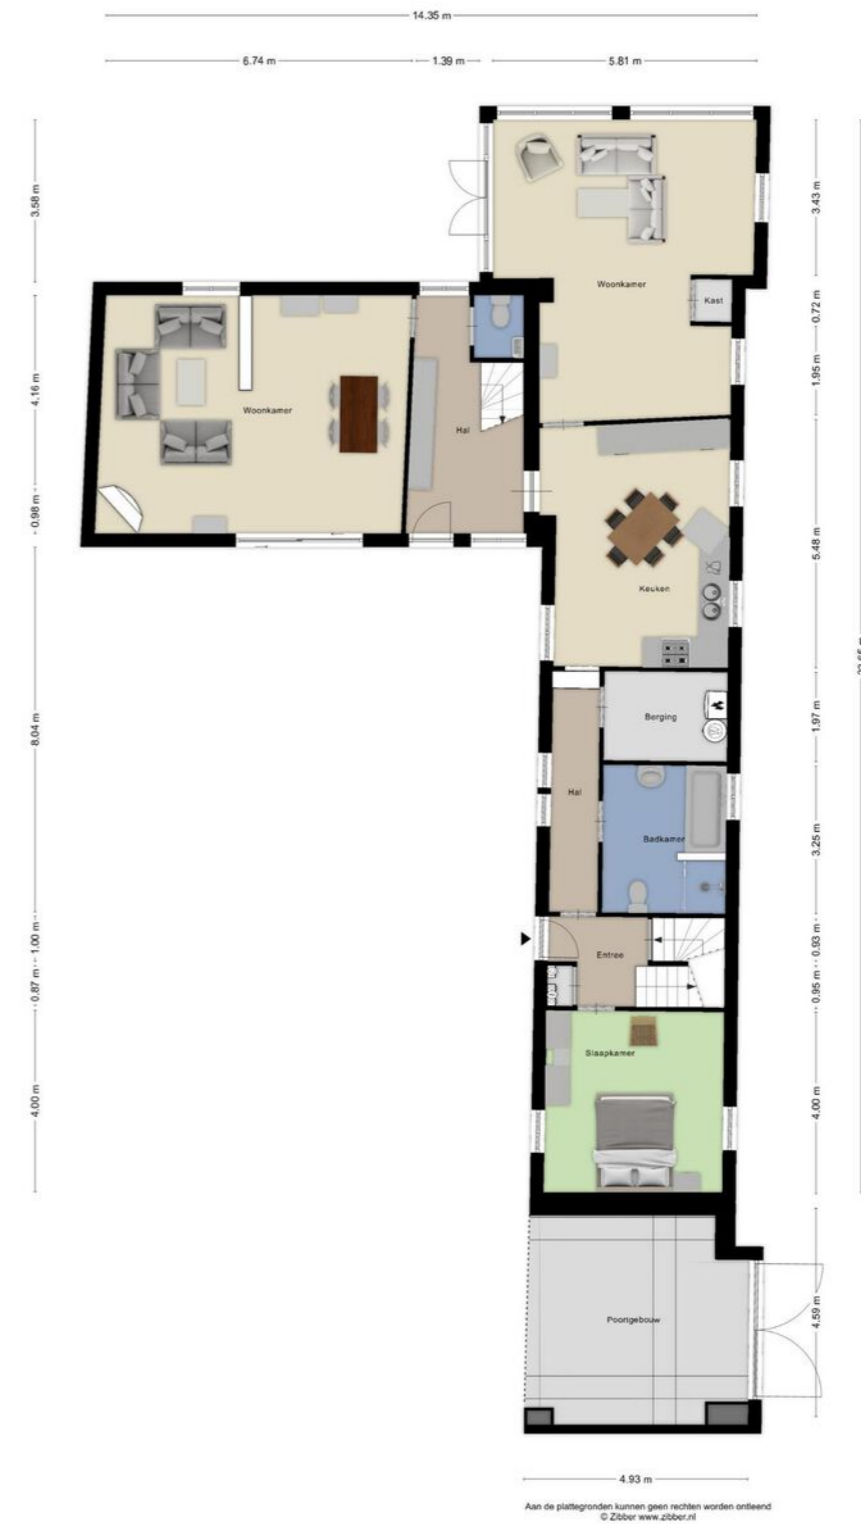 14.35 m
6.74 m
1.39 m
5.81 m
3.58 m
3.43 m
Woonkamer
Kast
0.72 m
4.16 m
1.95 m
Woonkamer
Hal
0.98 m
5.48 m
Keuken
8.04 m
1.97 m
Berging
Hal
Badkamer
3.25 m
1.00 m
0.93 m
Entree
0.87 m
0.95 m
Slaapkamer
4.00 m
4.00 m
Poortgebouw
4.59 m
4.93 m
Aan de plattegronden kunnen geen rechten worden ontleend
© Zibber www.zibber.nl